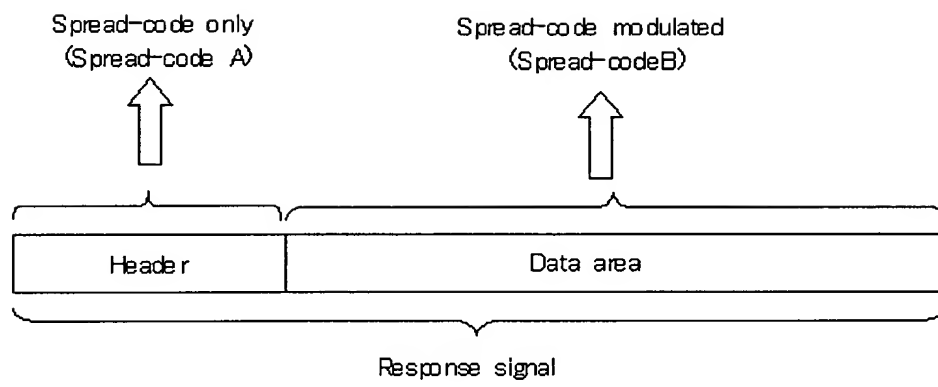 Spread-code only
(Spread-code A)
Spread-code modulated
(Spread-codeB)
Header
Data area
Response signal